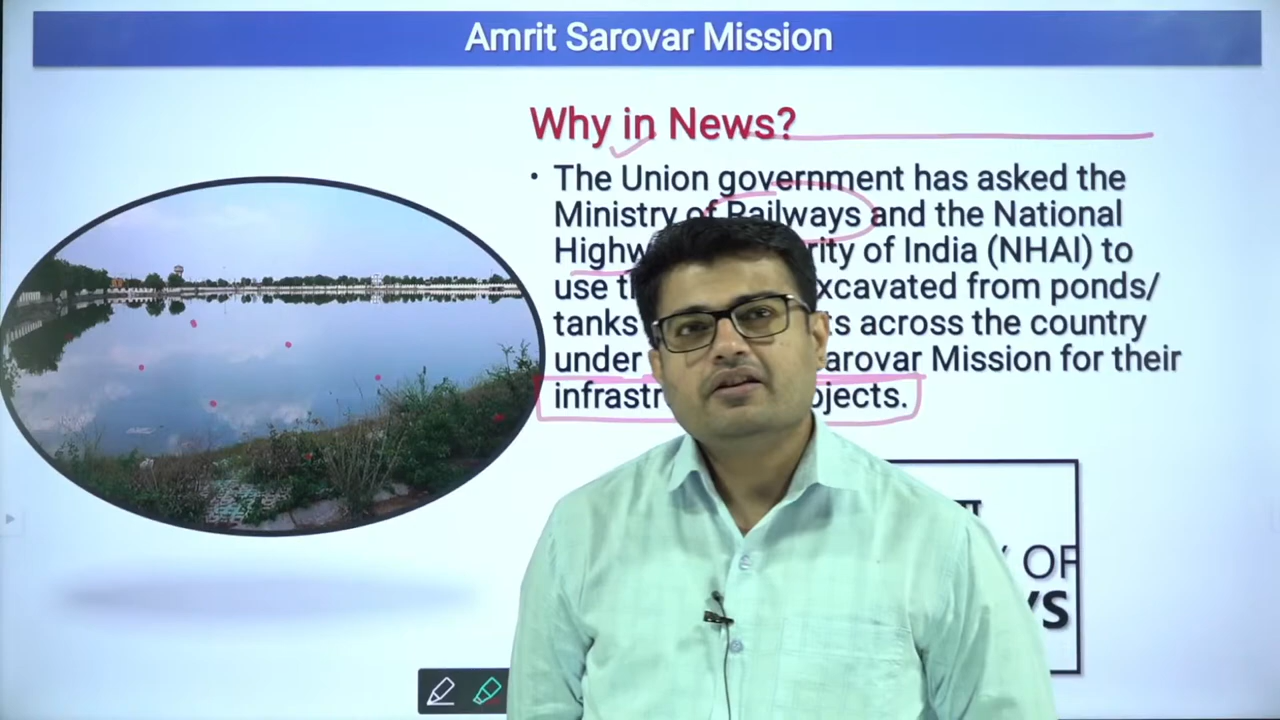 Amrit Sarovar Mission
Why in News?
• The Union government has asked the
Ministry of Railways and the National
Highw rity of India (NHAI) to
use th xcavated from ponds/
tanks ts across the country
under arovar Mission for their
infrastr ojects.
OF
YS